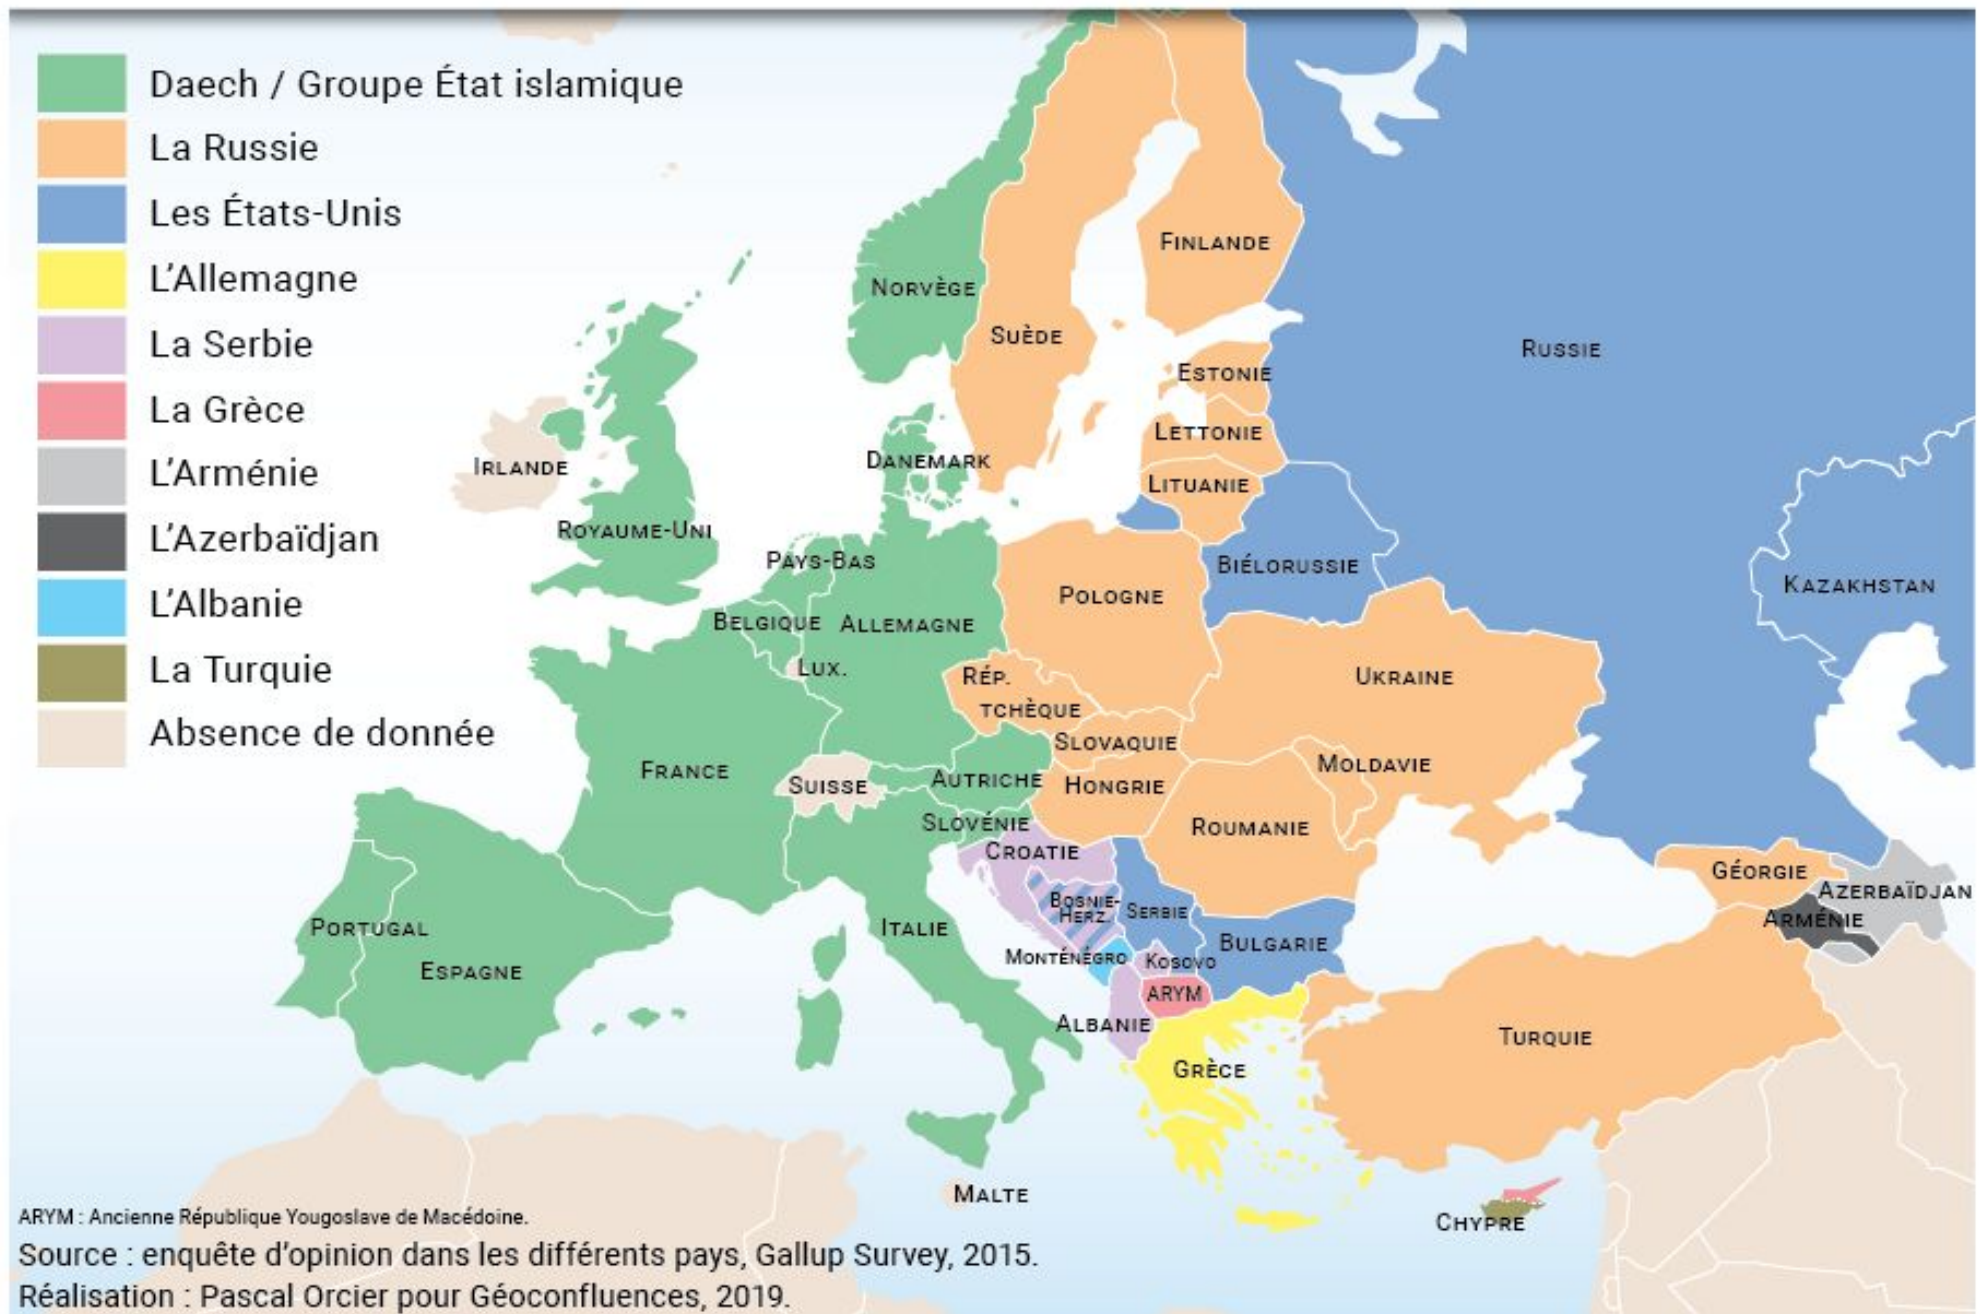 Daech / Groupe État islamique
La Russie
Les États-Unis
L'Allemagne
La Serbie
La Grèce
L'Arménie
L'Azerbaïdjan
L'Albanie
La Turquie
Absence de donnée
FINLANDE
NORVÈGE
SUÈDE
RUSSIE
ESTONIE
LETTONIE
IRLANDE
DANEMARK
LITUANIE
ROYAUME-UNI
PAYS-BAS
BIÉLORUSSIE
KAZAKHSTAN
POLOGNE
BELGIQUE
ALLEMAGNE
LUX.
RÉP.
TCHÈQUE
UKRAINE
SLOVAQUIE
FRANCE
SUISSE
AUTRICHE
HONGRIE
MOLDAVIE
SLOVÉNIE
ROUMANIE
CROATIE
GÉORGIE
AZERBAÏDJAN
BOSNIE-
HERZ.
SERBIE
ARMÉNIE
PORTUGAL
ITALIE
BULGARIE
ESPAGNE
MONTÉNÉGRO
KOSOVO
ARYM
ALBANIE
TURQUIE
GRÈCE
MALTE
CHYPRE
ARYM : Ancienne République Yougoslave de Macédoine.
Source : enquête d'opinion dans les différents pays, Gallup Survey, 2015.
Réalisation : Pascal Orcier pour Géoconfluences, 2019.